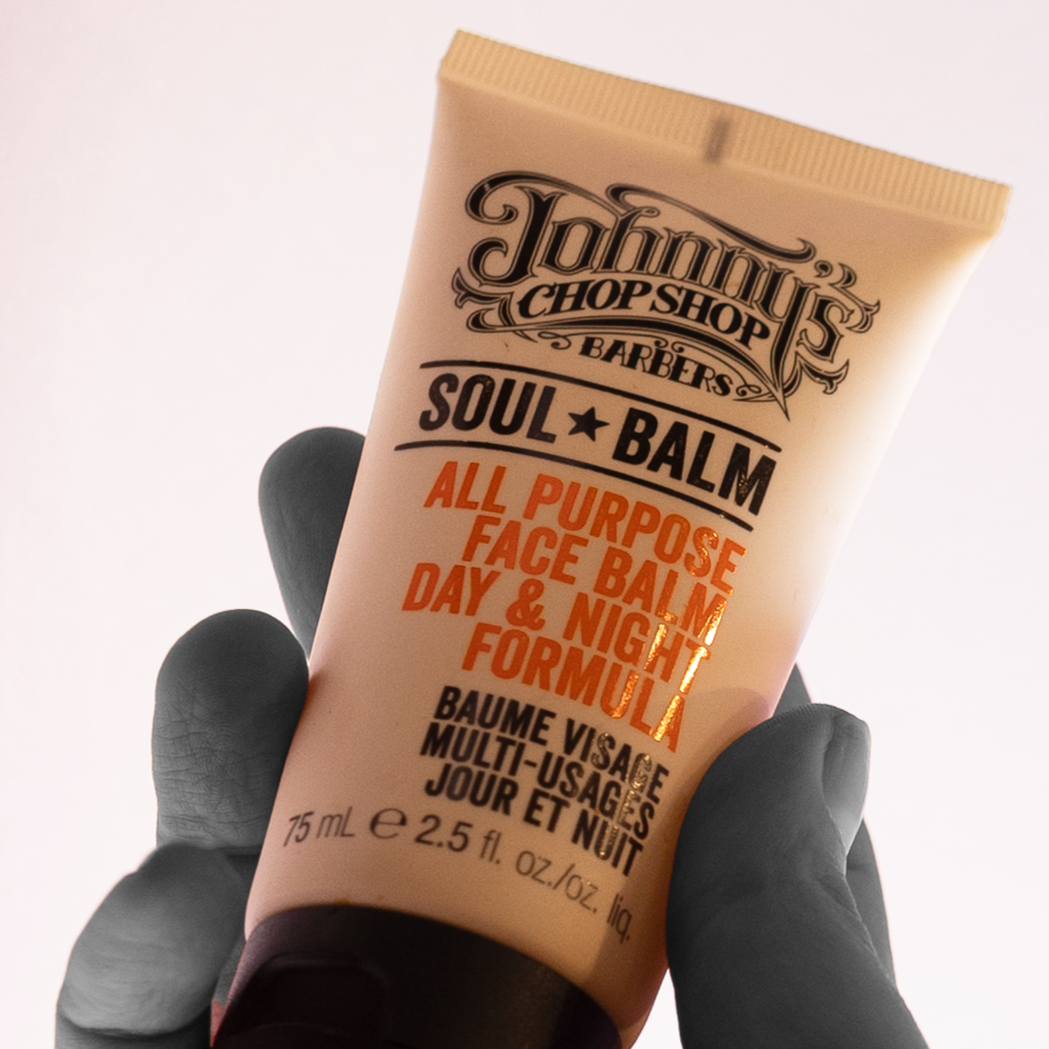 Johnny's
CHOP SHOP
BARBERS
SOUL ★ BALM
ALL PURPOSE
FACE BALM
DAY & NIGHT
FORMULA
BAUME VISAGE
MULTI-USAGES
JOUR ET NUIT
75 mL ℮ 2.5 fl. oz./oz. liq.